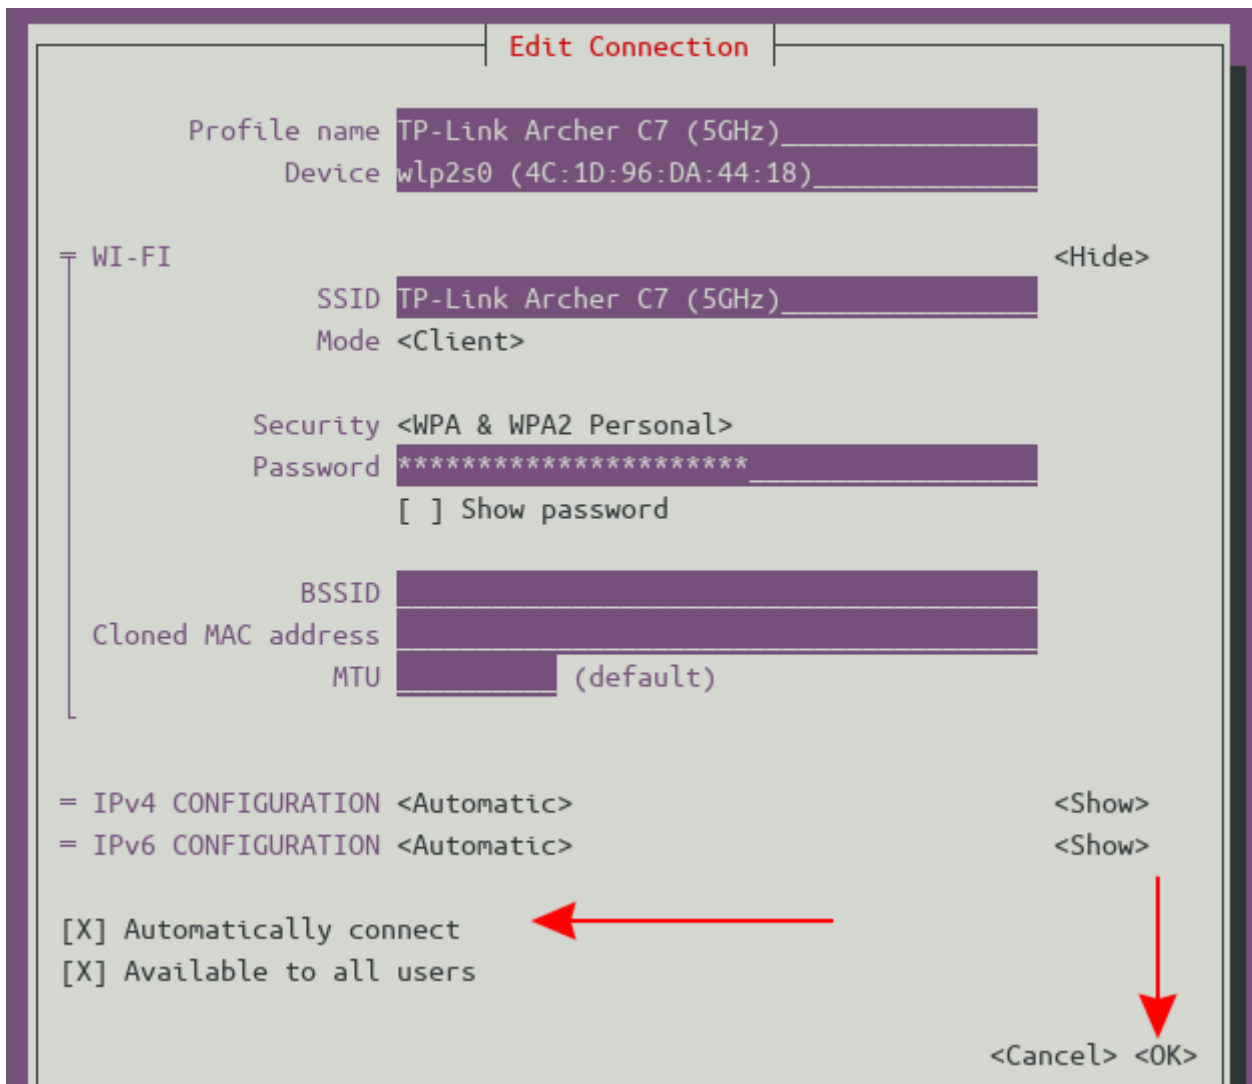 Edit Connection
Profile name TP-Link Archer C7 (5GHz)
Device wlp2s0 (4C:1D:96:DA:44:18)
= WI-FI <Hide>
SSID TP-Link Archer C7 (5GHz)
Mode <Client>
Security <WPA & WPA2 Personal>
Password **********************
[ ] Show password
BSSID
Cloned MAC address
MTU (default)
= IPv4 CONFIGURATION <Automatic> <Show>
= IPv6 CONFIGURATION <Automatic> <Show>
[X] Automatically connect
[X] Available to all users
<Cancel> <OK>